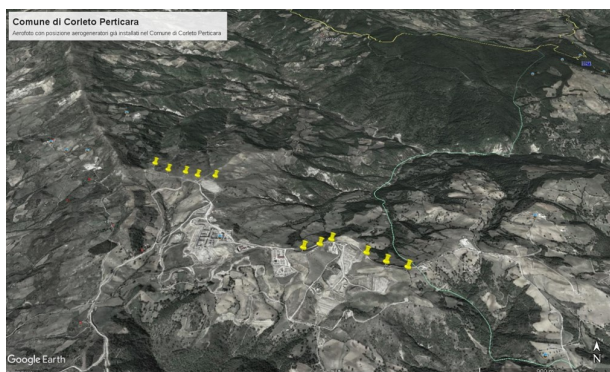 Comune di Corleto Perticara
Aerofoto con posizione aerogeneratori già installati nel Comune di Corleto Perticara
Google Earth
N